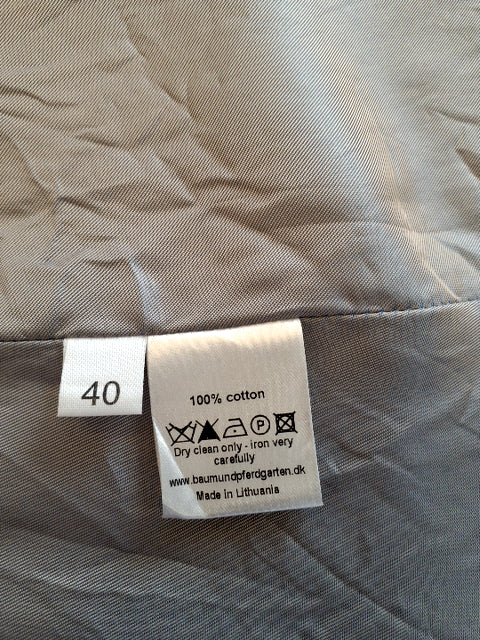 40
100% cotton
P
Dry clean only - iron very
carefully
www.baumundpferdgarten.dk
Made in Lithuania